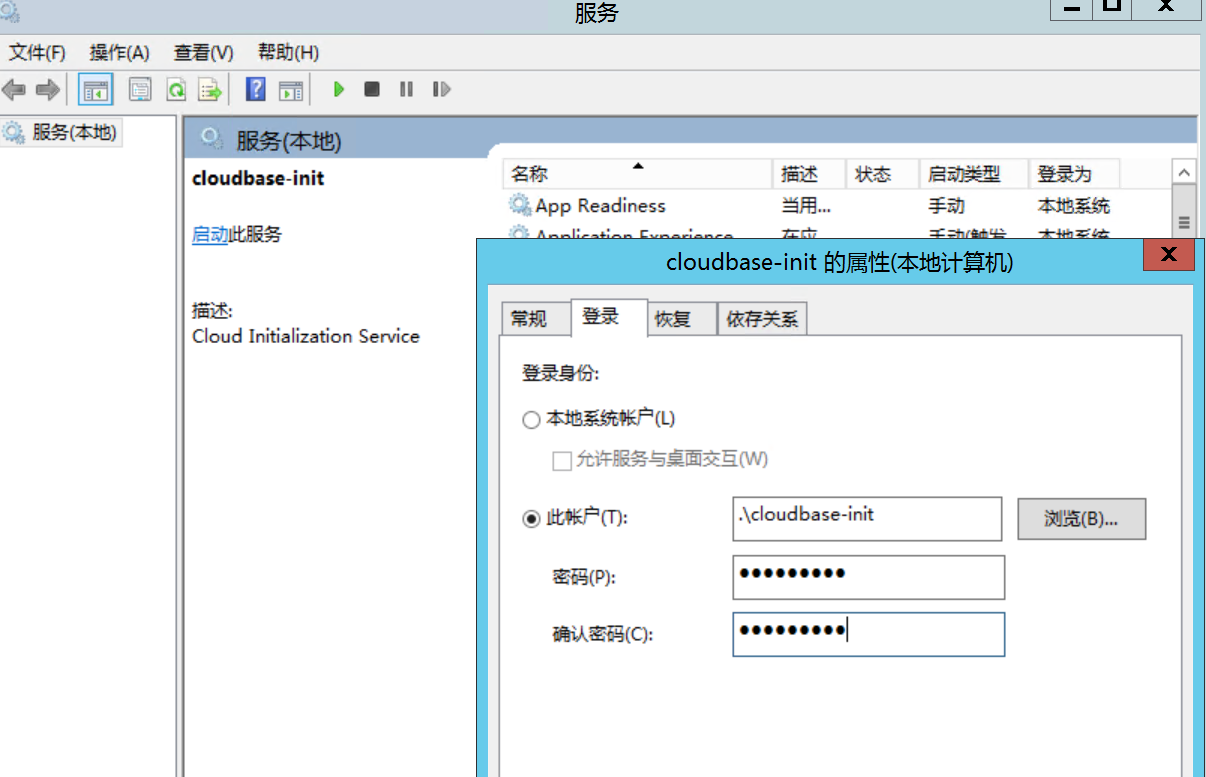 服务
文件(F) 操作(A) 查看(V) 帮助(H)
服务(本地)
服务(本地)
cloudbase-init
启动此服务
描述:
Cloud Initialization Service
名称 描述 状态 启动类型 登录为
App Readiness 当用... 手动 本地系统
Application Experience 在应 手动(触发 本地系统
cloudbase-init 的属性(本地计算机)
常规 登录 恢复 依存关系
登录身份:
本地系统帐户(L)
允许服务与桌面交互(W)
此帐户(T): .\cloudbase-init 浏览(B)...
密码(P): ●●●●●●●●●
确认密码(C): ●●●●●●●●●